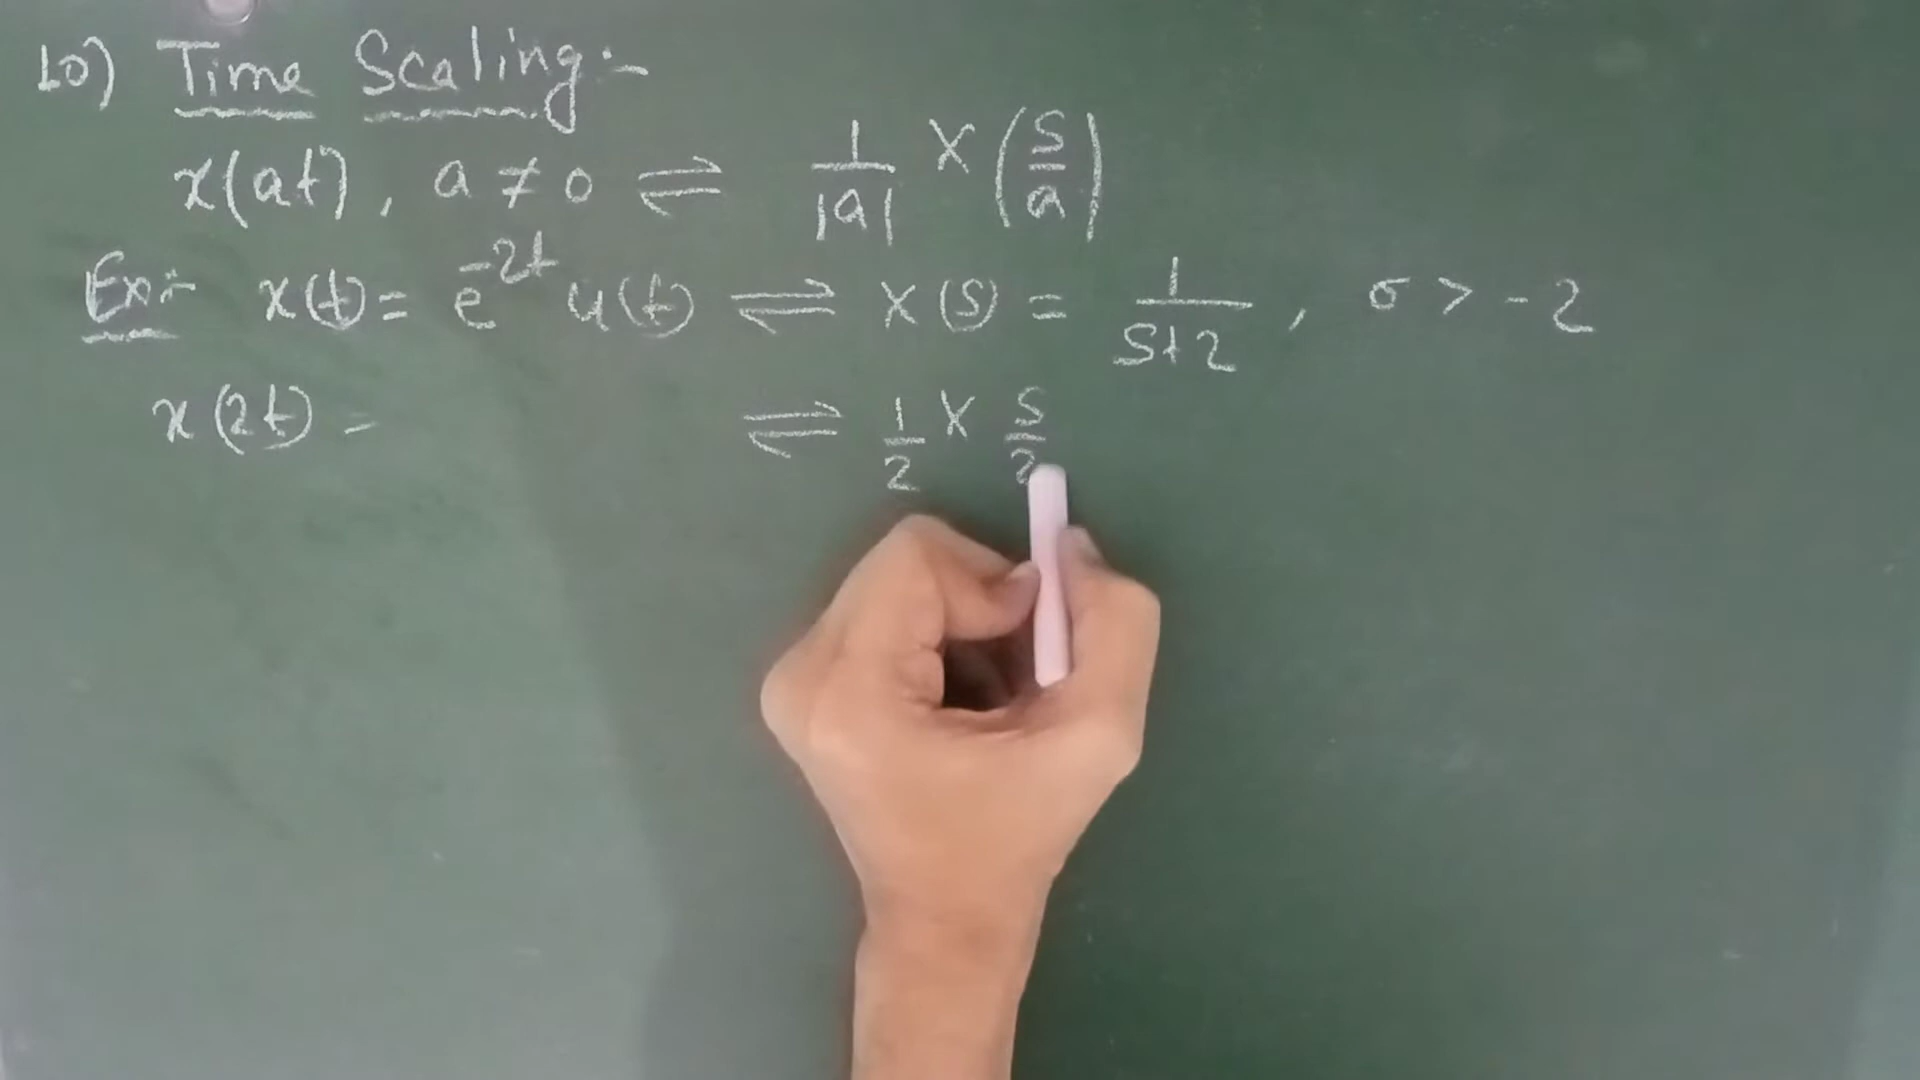 10) Time Scaling :-
x(at), a ≠ 0 ⇌ 1/|a| X(s/a)
Ex:- x(t) = e^-2t u(t) ⇌ X(s) = 1/s+2 , σ > -2
x(2t) = ⇌ 1/2 X s/2